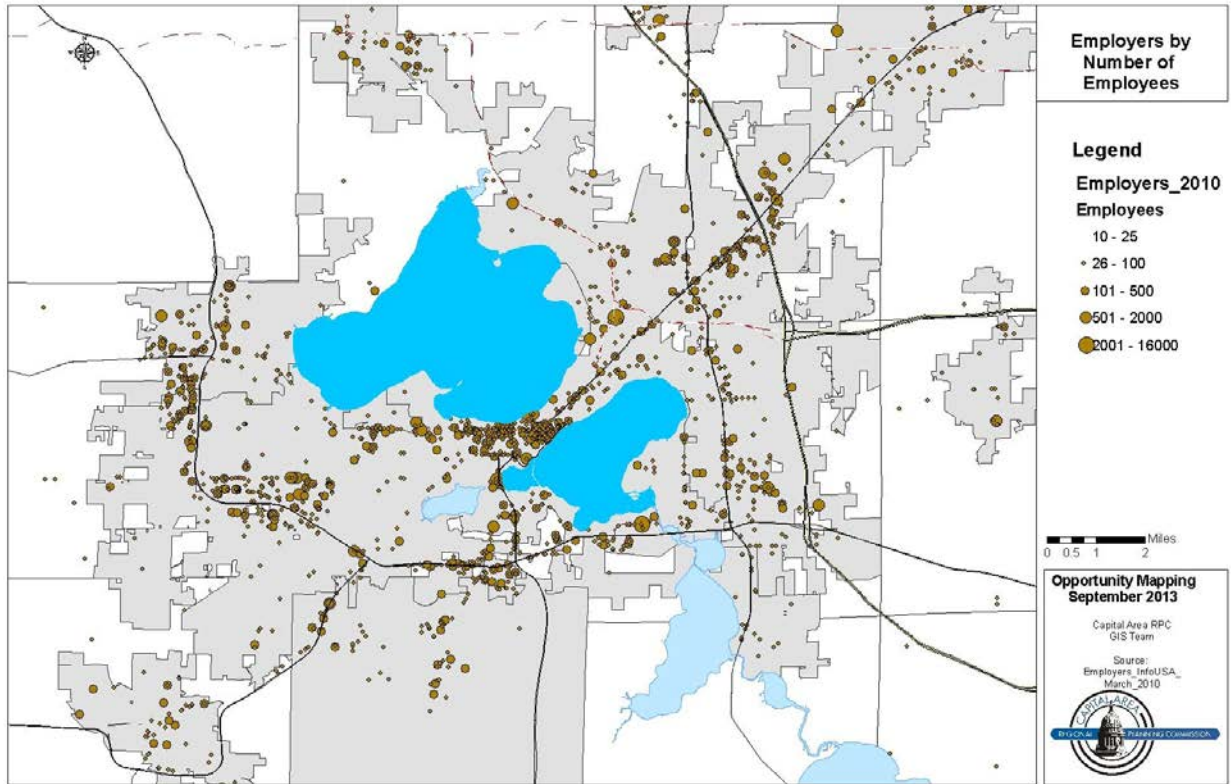 Employers by
Number of
Employees
Legend
Employers_2010
Employees
10 - 25
26 - 100
101 - 500
501 - 2000
2001 - 16000
Miles
0 0.5 1 2
Opportunity Mapping
September 2013
Capital Area RPC
GIS Team
Source:
Employers_InfoUSA_
March_2010
CAPITAL AREA
REGIONAL PLANNING COMMISSION